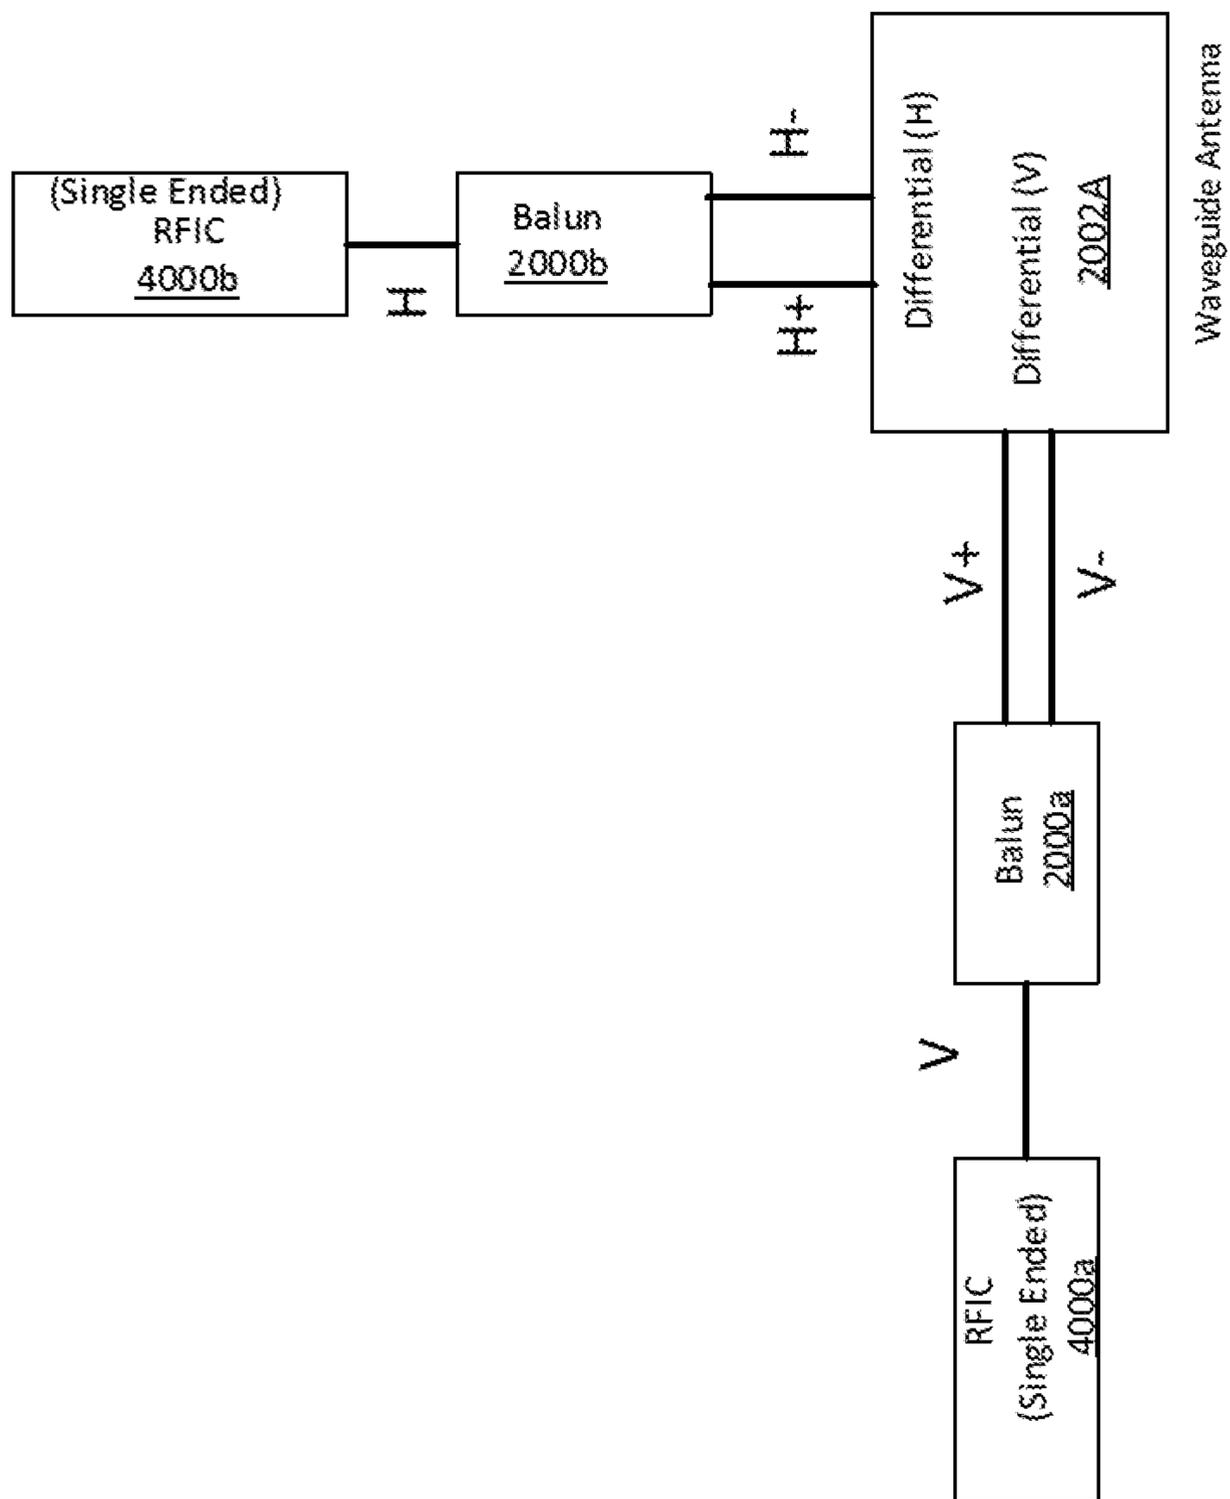 (Single Ended)
RFIC
4000b
H
Balun
2000b
H-
H+
Differential (H)
Differential (V)
2002A
Waveguide Antenna
V+
V-
Balun
2000a
V
RFIC
(Single Ended)
4000a